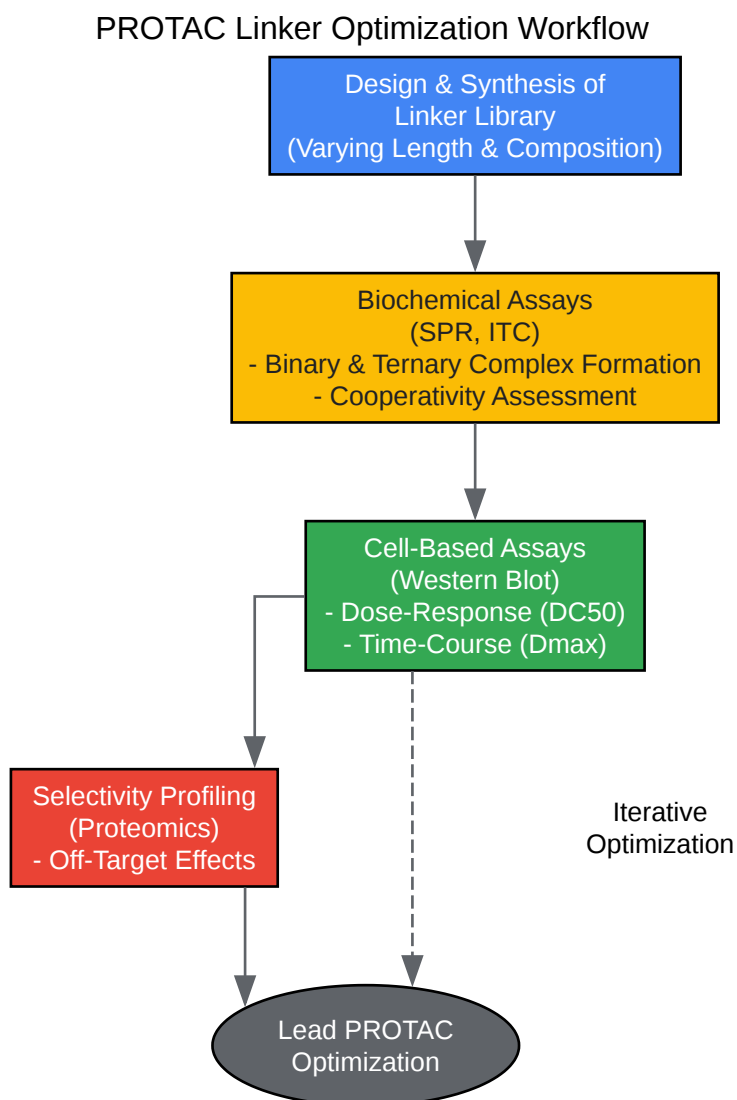 PROTAC Linker Optimization Workflow
Design & Synthesis of
Linker Library
(Varying Length & Composition)
Biochemical Assays
(SPR, ITC)
- Binary & Ternary Complex Formation
- Cooperativity Assessment
Cell-Based Assays
(Western Blot)
- Dose-Response (DC50)
- Time-Course (Dmax)
Selectivity Profiling
(Proteomics)
- Off-Target Effects
Iterative
Optimization
Lead PROTAC
Optimization